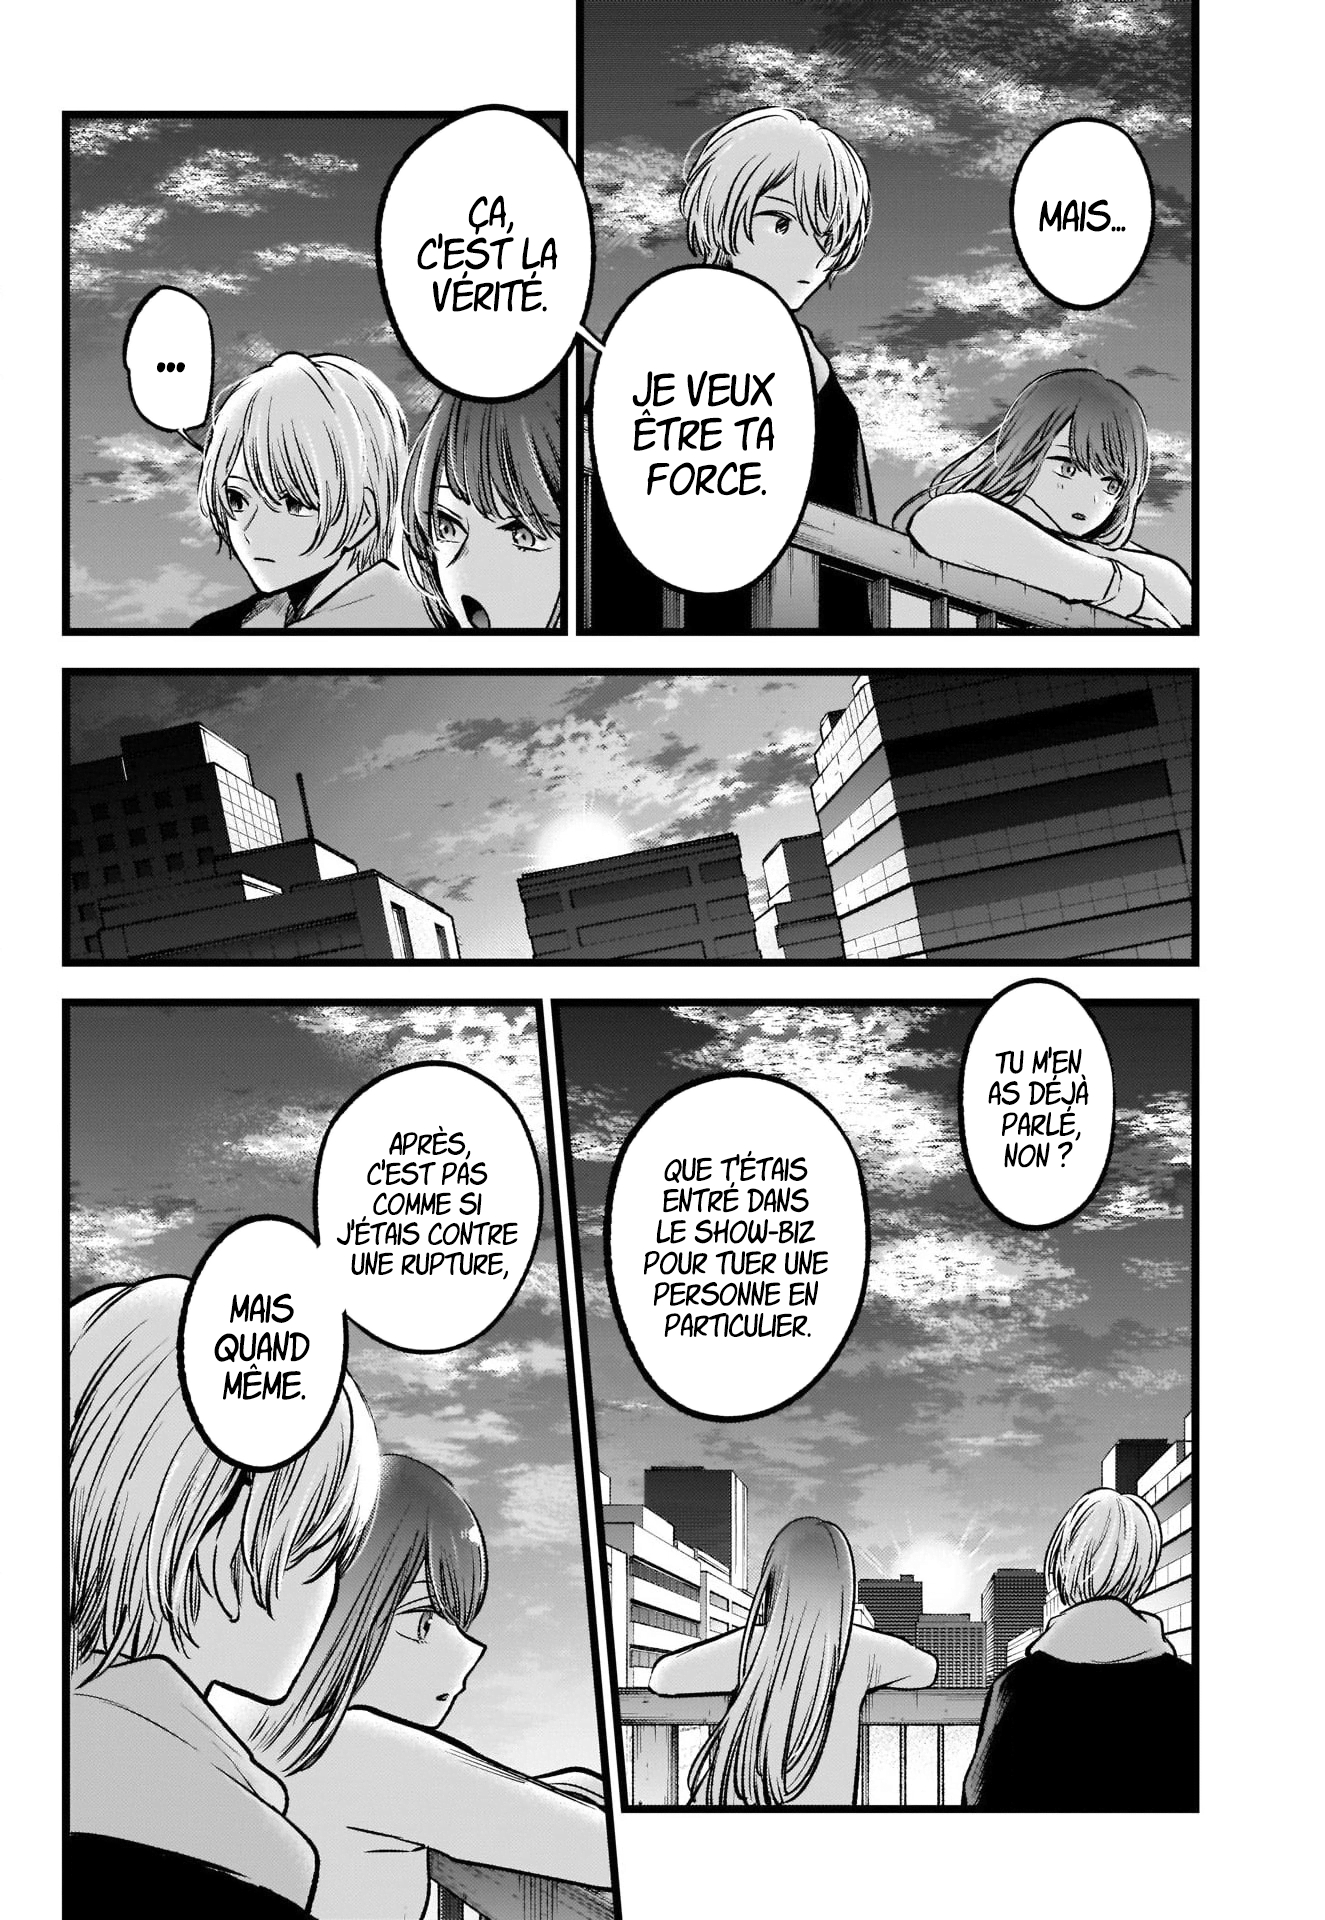 MAIS...
JE VEUX
ÊTRE TA
FORCE.
ÇA,
C'EST LA
VÉRITÉ.
...
TU M'EN
AS DÉJÀ
PARLÉ,
NON ?
QUE T'ÉTAIS
ENTRÉ DANS
LE SHOW-BIZ
POUR TUER UNE
PERSONNE EN
PARTICULIER.
APRÈS,
C'EST PAS
COMME SI
J'ÉTAIS CONTRE
UNE RUPTURE,
MAIS
QUAND
MÊME.